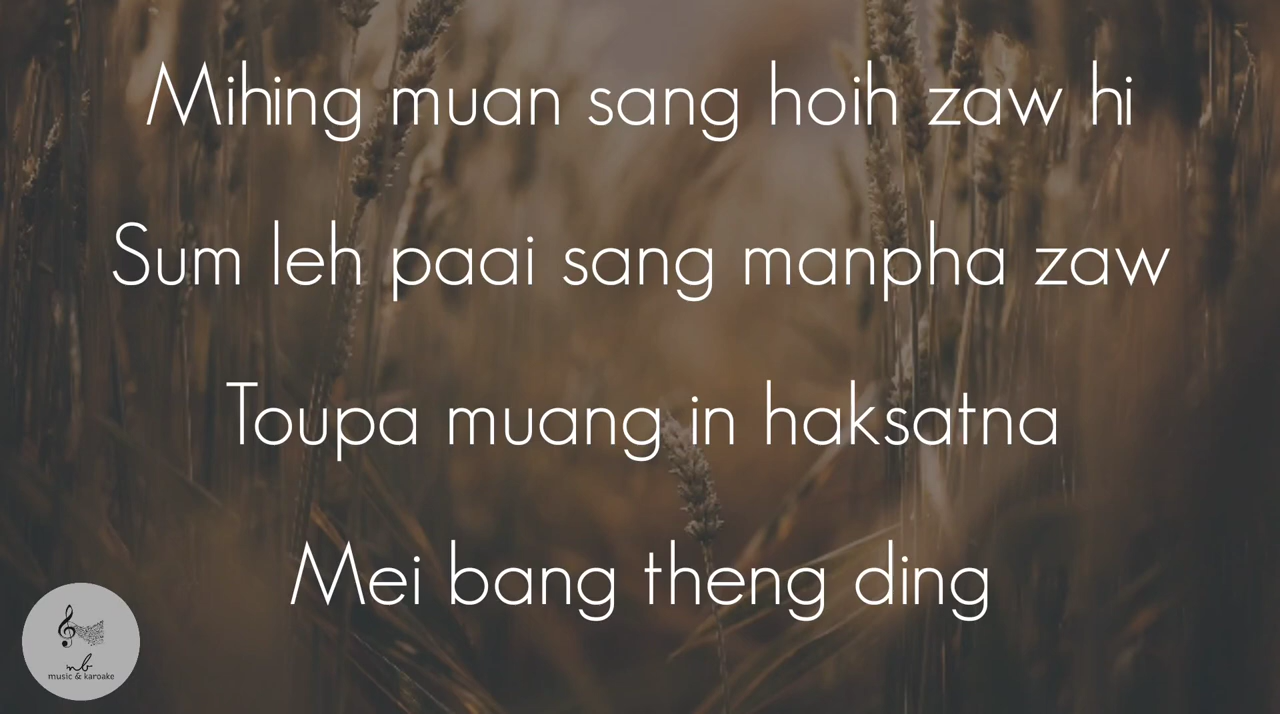 Mihing muan sang hoih zaw hi
Sum leh paai sang manpha zaw
Toupa muang in haksatna
Mei bang theng ding
nb
music & karoake